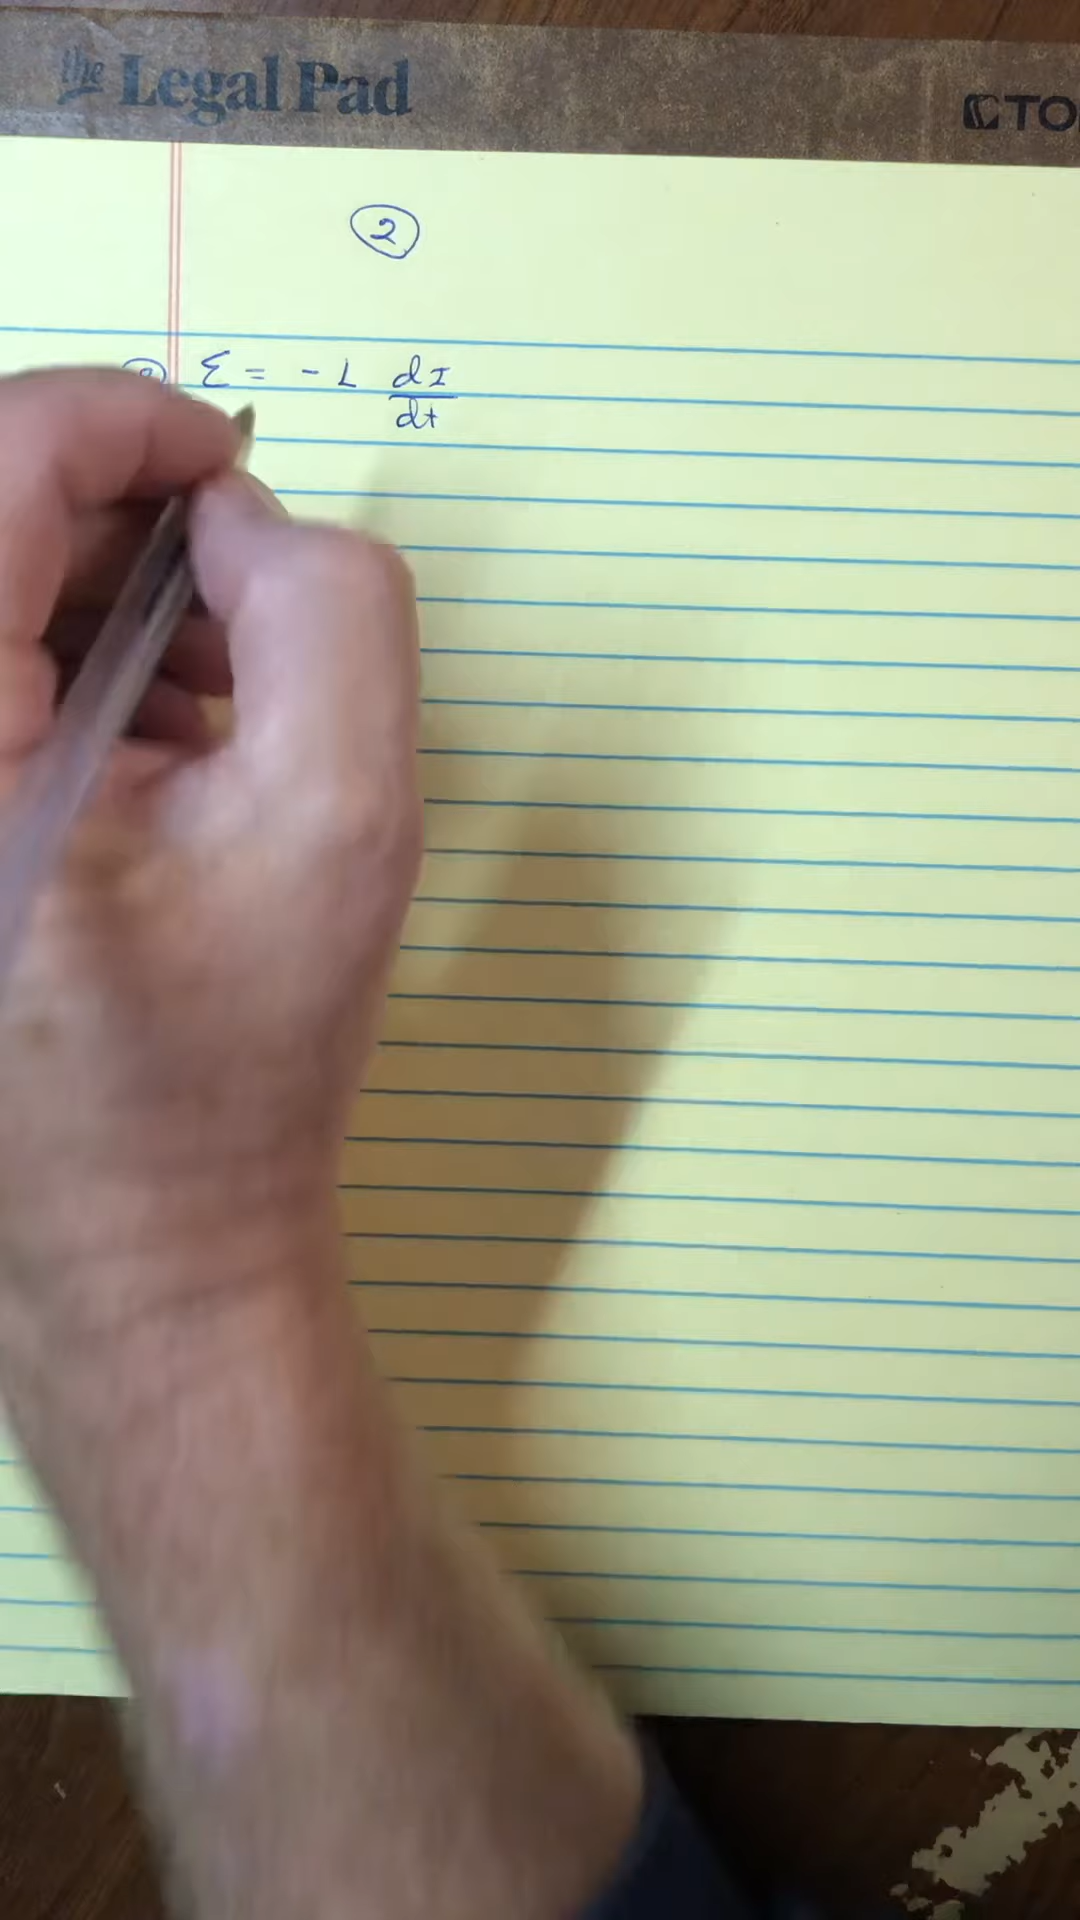 the Legal Pad
TO
2
Ɛ = - L dI
dt